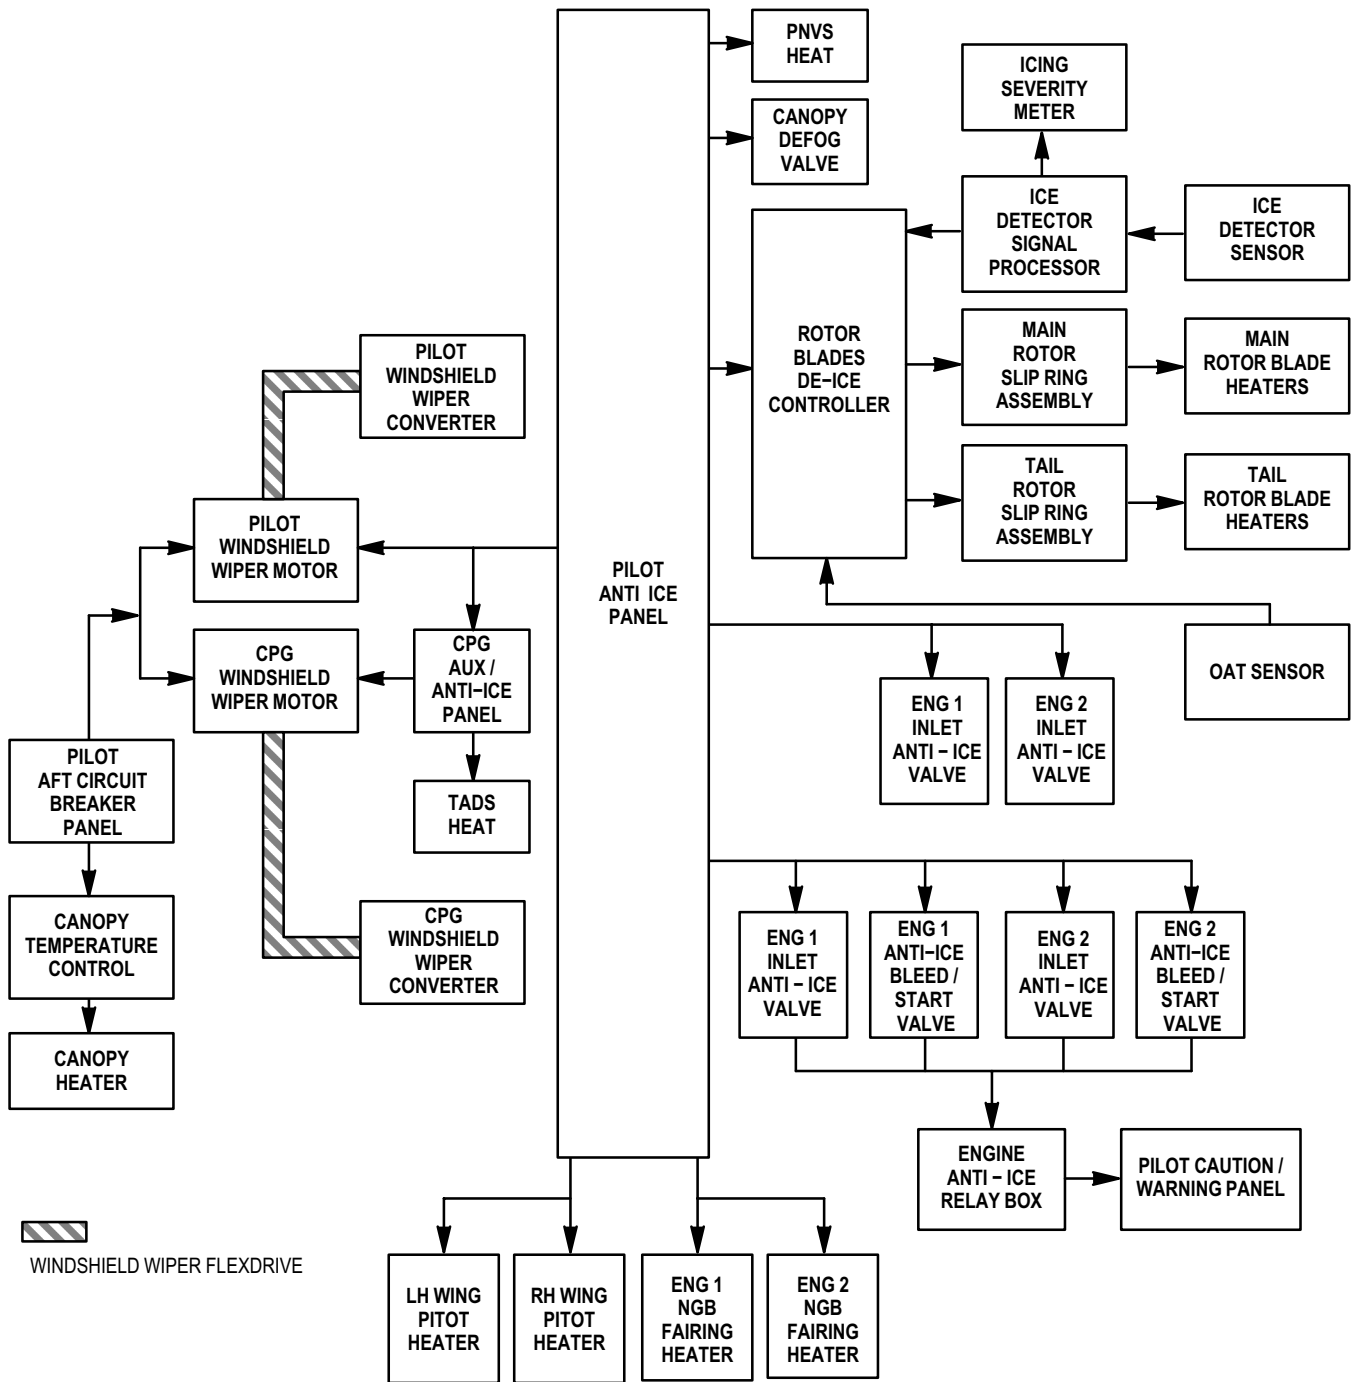 PNVS
HEAT
ICING
SEVERITY
METER
CANOPY
DEFOG
VALVE
ICE
DETECTOR
SIGNAL
PROCESSOR
ICE
DETECTOR
SENSOR
ROTOR
BLADES
DE-ICE
CONTROLLER
MAIN
ROTOR
SLIP RING
ASSEMBLY
MAIN
ROTOR BLADE
HEATERS
TAIL
ROTOR
SLIP RING
ASSEMBLY
TAIL
ROTOR BLADE
HEATERS
PILOT
WINDSHIELD
WIPER
CONVERTER
PILOT
WINDSHIELD
WIPER MOTOR
PILOT
ANTI ICE
PANEL
CPG
WINDSHIELD
WIPER MOTOR
CPG
AUX /
ANTI-ICE
PANEL
OAT SENSOR
ENG 1
INLET
ANTI - ICE
VALVE
ENG 2
INLET
ANTI - ICE
VALVE
PILOT
AFT CIRCUIT
BREAKER
PANEL
TADS
HEAT
CANOPY
TEMPERATURE
CONTROL
CPG
WINDSHIELD
WIPER
CONVERTER
ENG 1
INLET
ANTI - ICE
VALVE
ENG 1
ANTI-ICE
BLEED /
START
VALVE
ENG 2
INLET
ANTI - ICE
VALVE
ENG 2
ANTI-ICE
BLEED /
START
VALVE
CANOPY
HEATER
ENGINE
ANTI - ICE
RELAY BOX
PILOT CAUTION /
WARNING PANEL
WINDSHIELD WIPER FLEXDRIVE
LH WING
PITOT
HEATER
RH WING
PITOT
HEATER
ENG 1
NGB
FAIRING
HEATER
ENG 2
NGB
FAIRING
HEATER